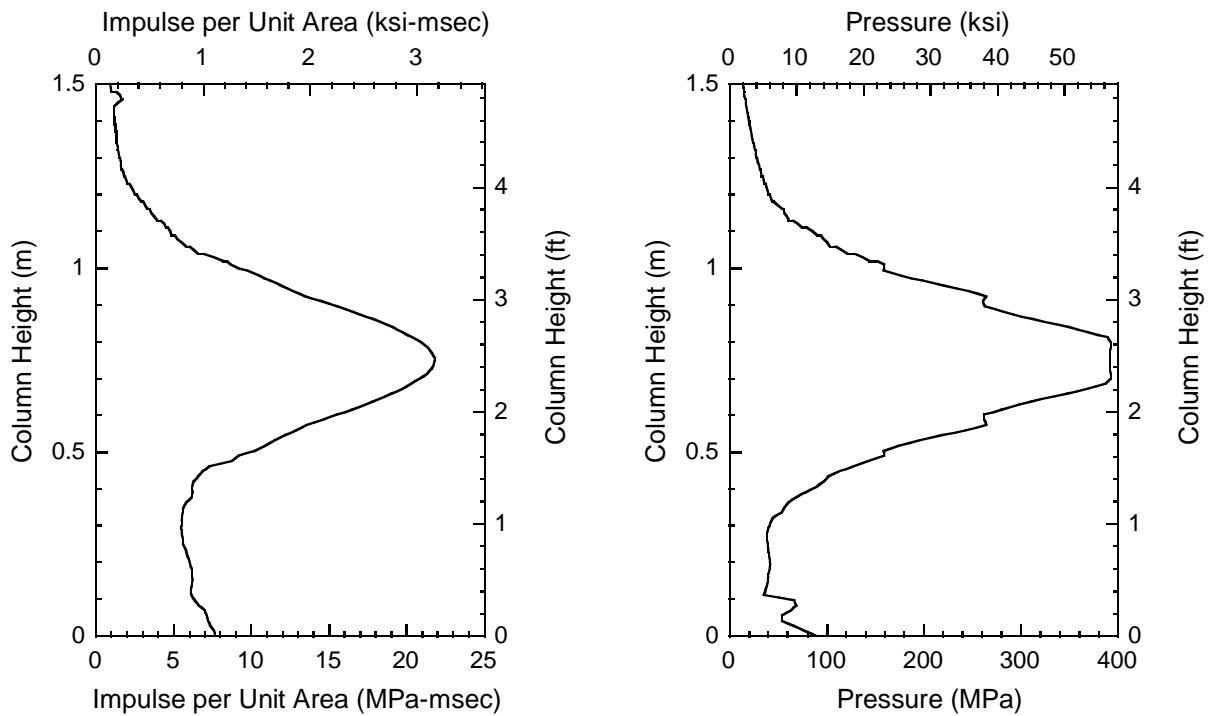 Impulse per Unit Area (ksi-msec)
0 1 2 3
1.5
1
0.5
0
Column Height (m)
4
3
2
1
0
Column Height (ft)
0 5 10 15 20 25
Impulse per Unit Area (MPa-msec)
Pressure (ksi)
0 10 20 30 40 50
1.5
1
0.5
0
Column Height (m)
4
3
2
1
0
Column Height (ft)
0 100 200 300 400
Pressure (MPa)